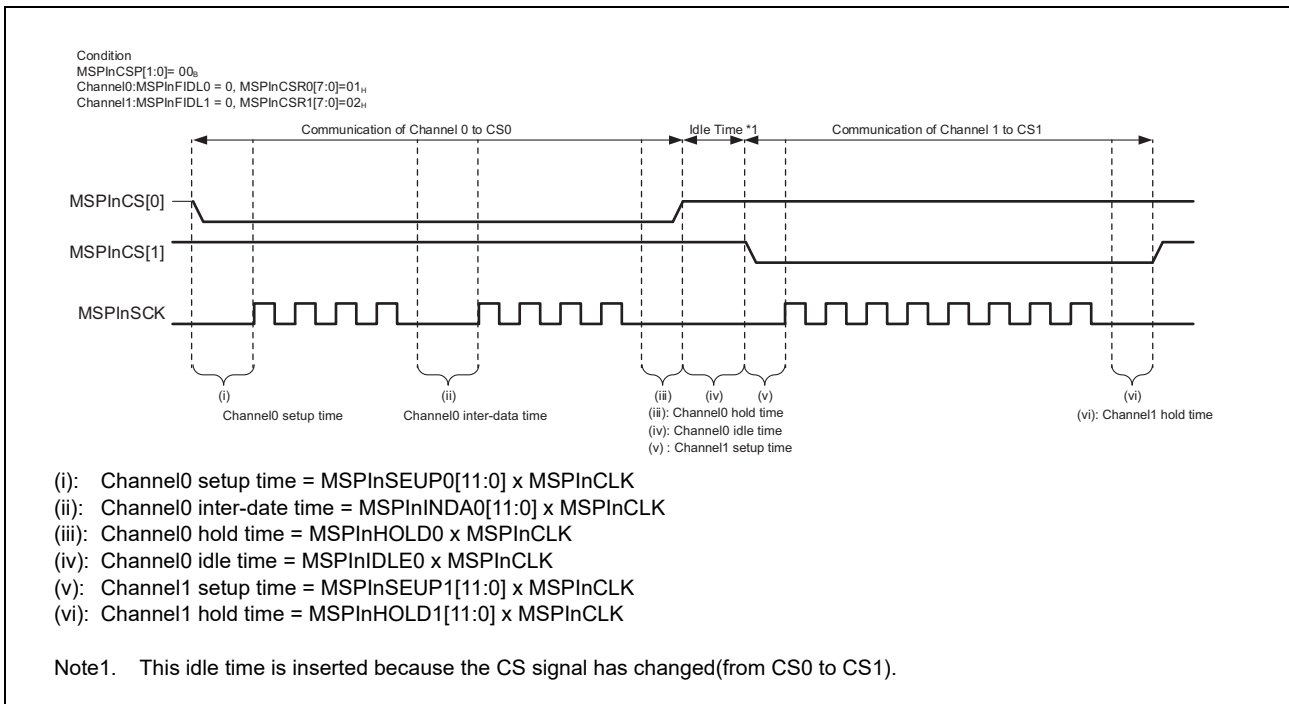 Condition
MSPInCSP[1:0]= 00B
Channel0:MSPInFIDL0 = 0, MSPInCSR0[7:0]=01H
Channel1:MSPInFIDL1 = 0, MSPInCSR1[7:0]=02H
Communication of Channel 0 to CS0
Idle Time *1
Communication of Channel 1 to CS1
MSPInCS[0]
MSPInCS[1]
MSPInSCK
(i)
Channel0 setup time
(ii)
Channel0 inter-data time
(iii)
(iv)
(v)
(iii): Channel0 hold time
(iv): Channel0 idle time
(v) : Channel1 setup time
(vi)
(vi): Channel1 hold time
(i): Channel0 setup time = MSPInSEUP0[11:0] x MSPInCLK
(ii): Channel0 inter-date time = MSPInINDA0[11:0] x MSPInCLK
(iii): Channel0 hold time = MSPInHOLD0 x MSPInCLK
(iv): Channel0 idle time = MSPInIDLE0 x MSPInCLK
(v): Channel1 setup time = MSPInSEUP1[11:0] x MSPInCLK
(vi): Channel1 hold time = MSPInHOLD1[11:0] x MSPInCLK
Note1. This idle time is inserted because the CS signal has changed(from CS0 to CS1).